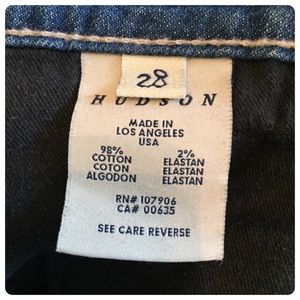 28
HUDSON
MADE IN
LOS ANGELES
USA
98% 2%
COTTON ELASTAN
COTON ELASTAN
ALGODON ELASTAN
RN# 107906
CA# 00635
SEE CARE REVERSE